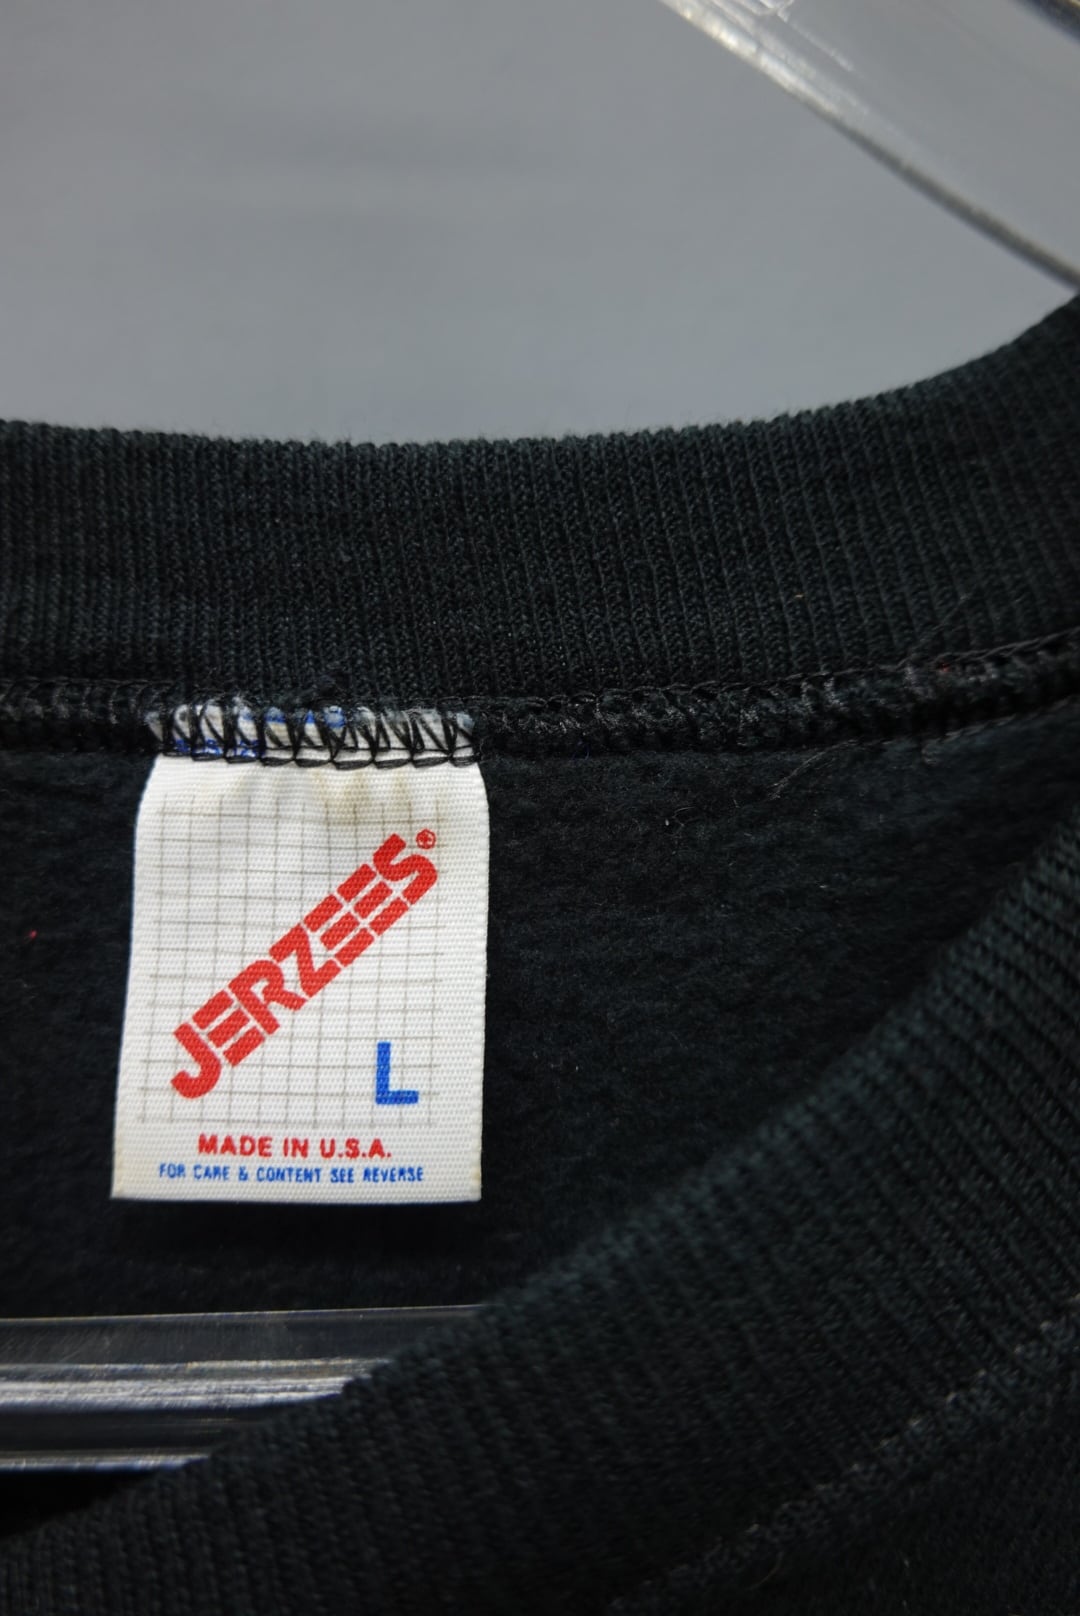 JERZEES®
L
MADE IN U.S.A.
FOR CARE & CONTENT SEE REVERSE